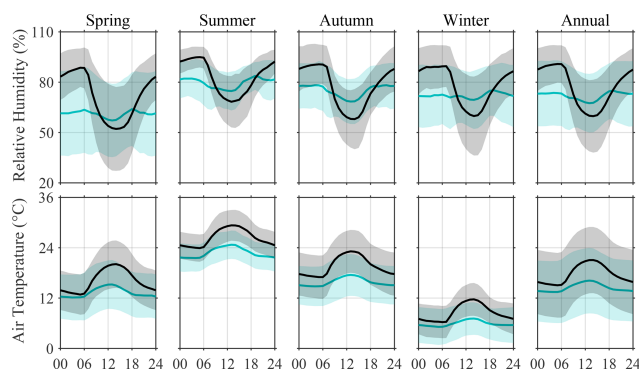 Spring Summer Autumn Winter Annual
Relative Humidity (%)
110
80
50
20
Air Temperature (°C)
36
24
12
0
00 06 12 18 24 00 06 12 18 24 00 06 12 18 24 00 06 12 18 24 00 06 12 18 24